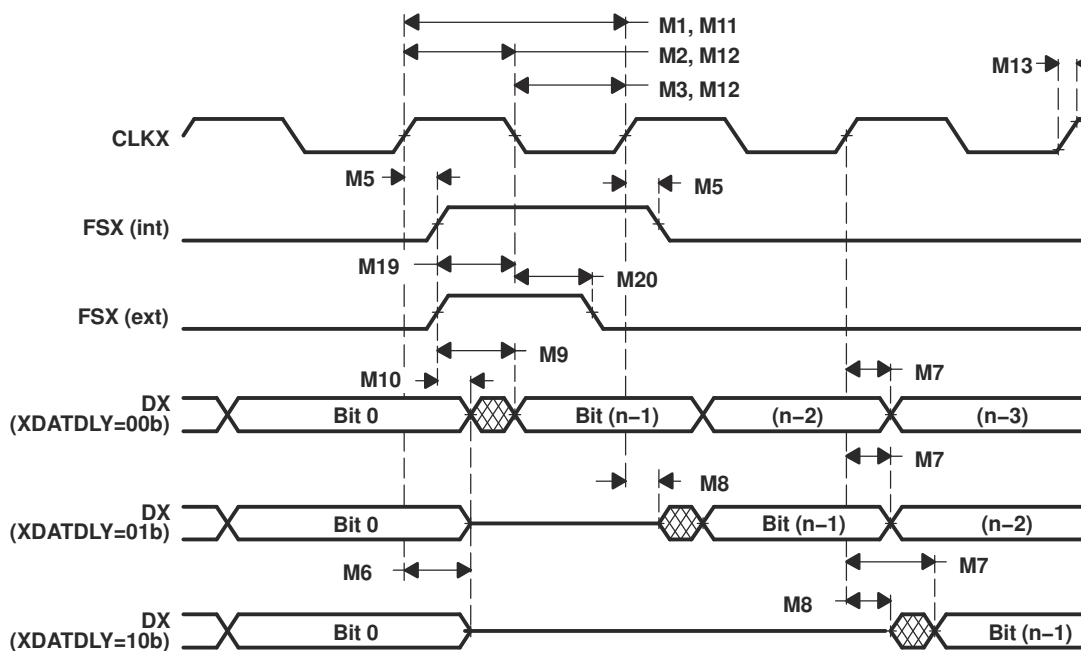 M1, M11
M2, M12
M13
M3, M12
CLKX
M5
M5
FSX (int)
M19
M20
FSX (ext)
M9
M10
M7
DX
(XDATDLY=00b)
Bit 0
Bit (n−1)
(n−2)
(n−3)
M7
M8
DX
(XDATDLY=01b)
Bit 0
Bit (n−1)
(n−2)
M6
M7
M8
DX
(XDATDLY=10b)
Bit 0
Bit (n−1)